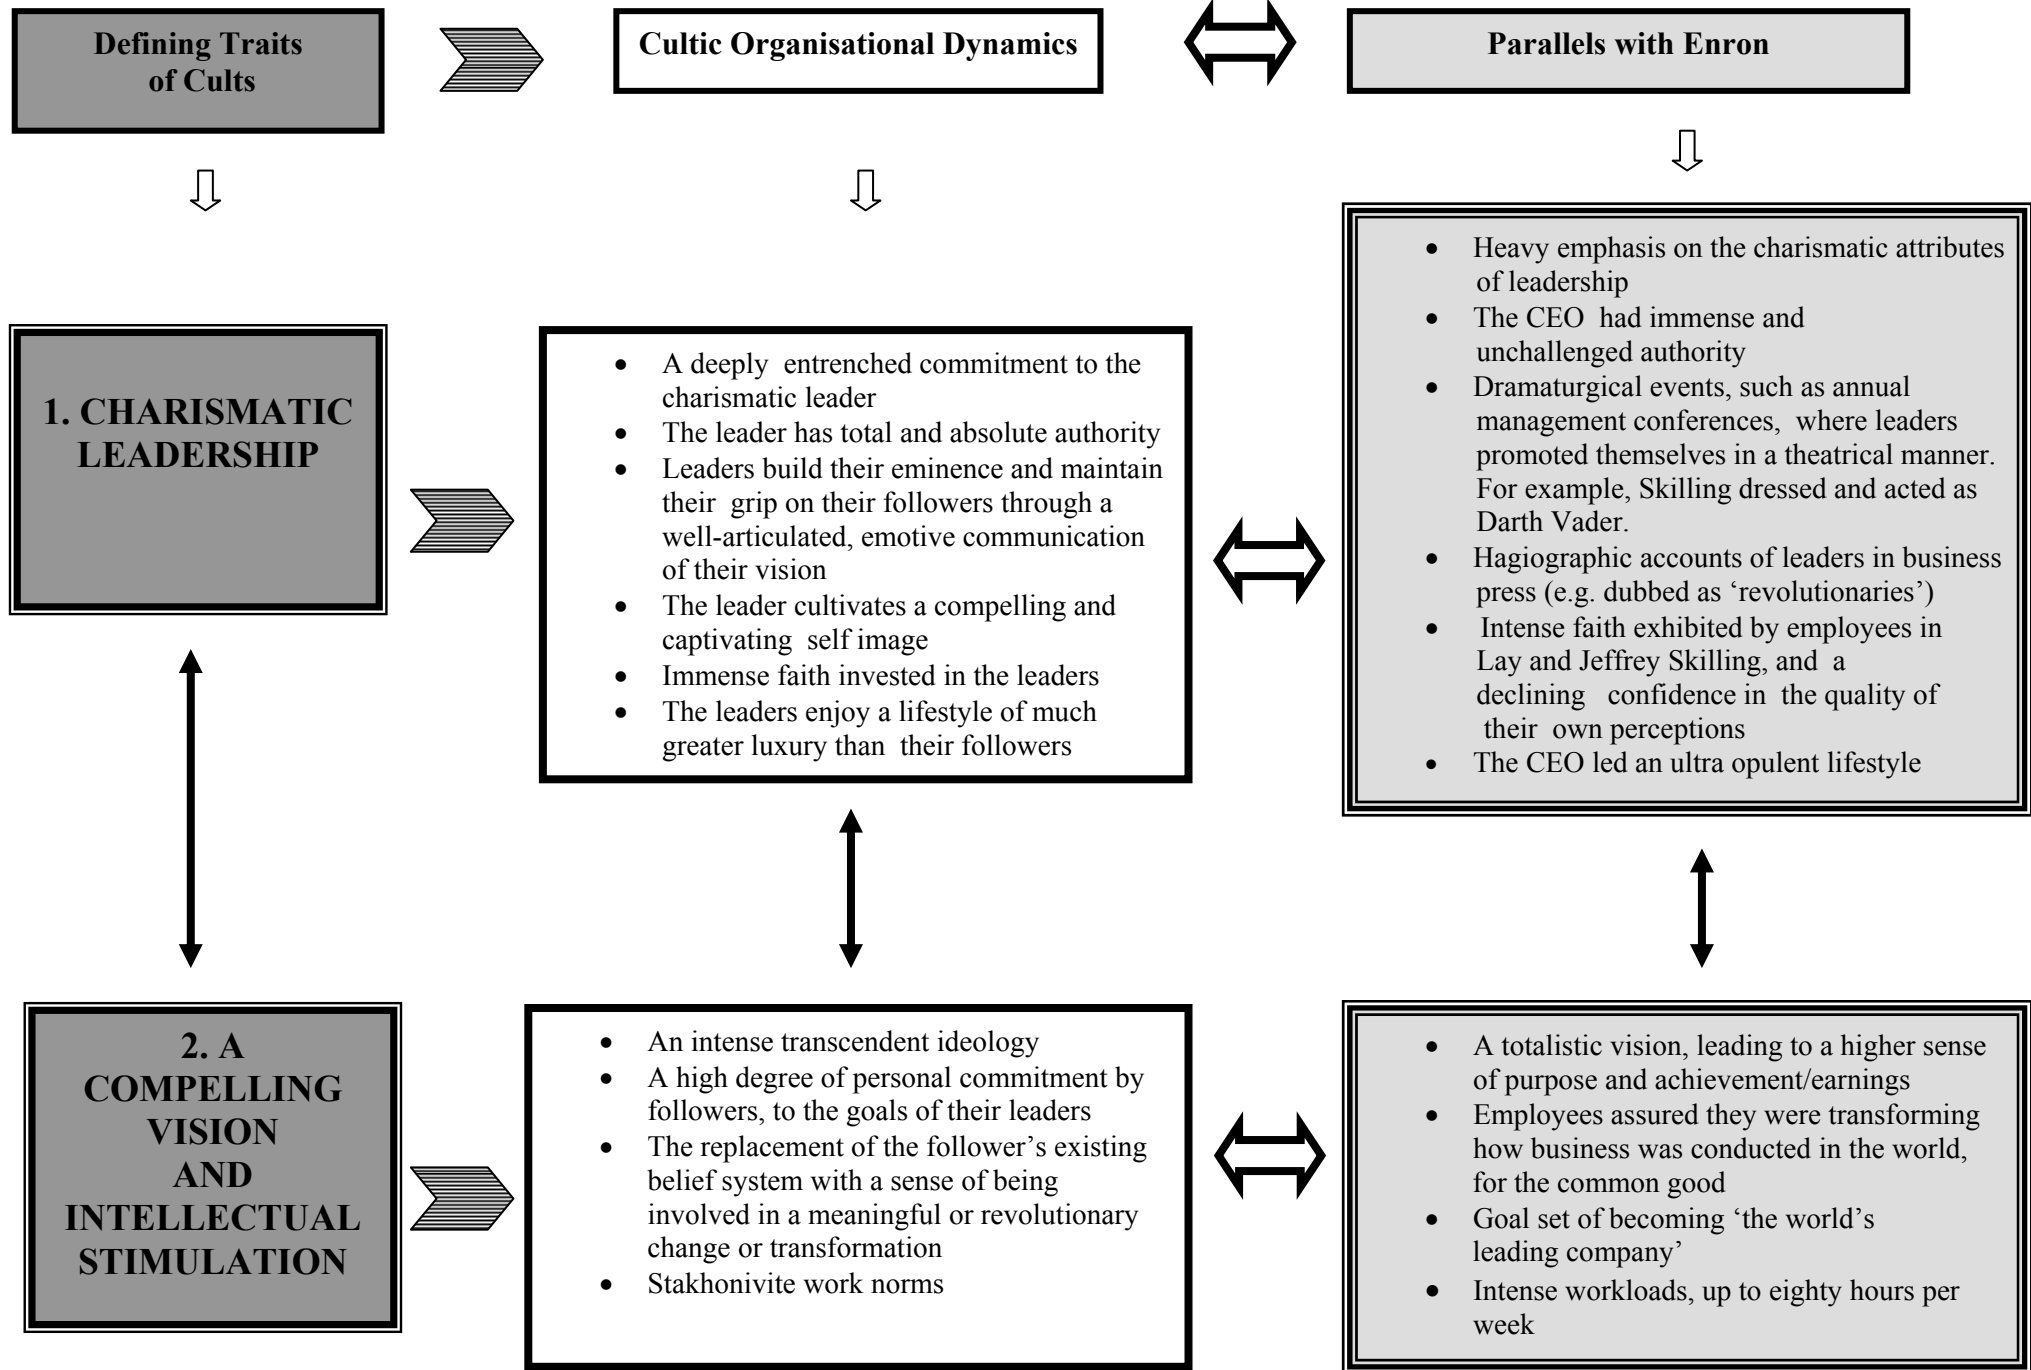 Defining Traits
of Cults
Cultic Organisational Dynamics
Parallels with Enron
1. CHARISMATIC
LEADERSHIP
• A deeply entrenched commitment to the
charismatic leader
• The leader has total and absolute authority
• Leaders build their eminence and maintain
their grip on their followers through a
well-articulated, emotive communication
of their vision
• The leader cultivates a compelling and
captivating self image
• Immense faith invested in the leaders
• The leaders enjoy a lifestyle of much
greater luxury than their followers
• Heavy emphasis on the charismatic attributes
of leadership
• The CEO had immense and
unchallenged authority
• Dramaturgical events, such as annual
management conferences, where leaders
promoted themselves in a theatrical manner.
For example, Skilling dressed and acted as
Darth Vader.
• Hagiographic accounts of leaders in business
press (e.g. dubbed as ‘revolutionaries’)
• Intense faith exhibited by employees in
Lay and Jeffrey Skilling, and a
declining confidence in the quality of
their own perceptions
• The CEO led an ultra opulent lifestyle
2. A
COMPELLING
VISION
AND
INTELLECTUAL
STIMULATION
• An intense transcendent ideology
• A high degree of personal commitment by
followers, to the goals of their leaders
• The replacement of the follower’s existing
belief system with a sense of being
involved in a meaningful or revolutionary
change or transformation
• Stakhonivite work norms
• A totalistic vision, leading to a higher sense
of purpose and achievement/earnings
• Employees assured they were transforming
how business was conducted in the world,
for the common good
• Goal set of becoming ‘the world’s
leading company’
• Intense workloads, up to eighty hours per
week